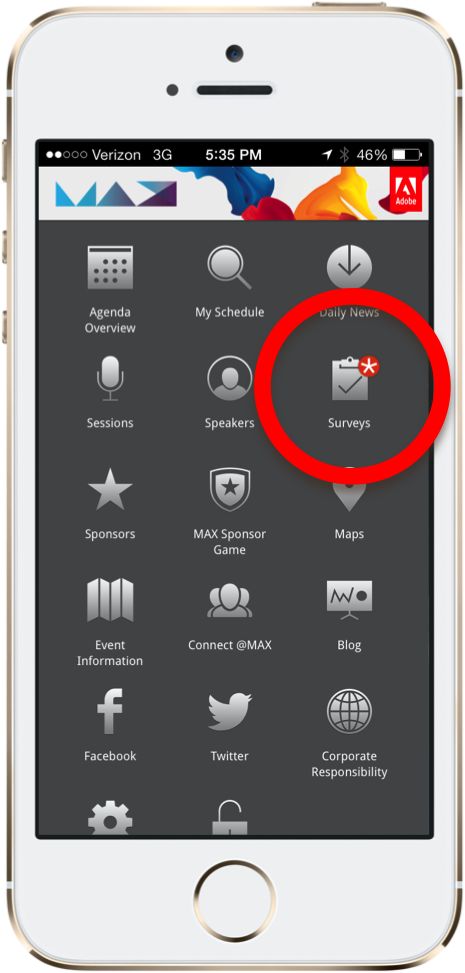 Verizon 3G 5:35 PM 46%
MAX
Adobe
Agenda
Overview
My Schedule
Daily News
Sessions
Speakers
Surveys
Sponsors
MAX Sponsor
Game
Maps
Event
Information
Connect @MAX
Blog
Facebook
Twitter
Corporate
Responsibility